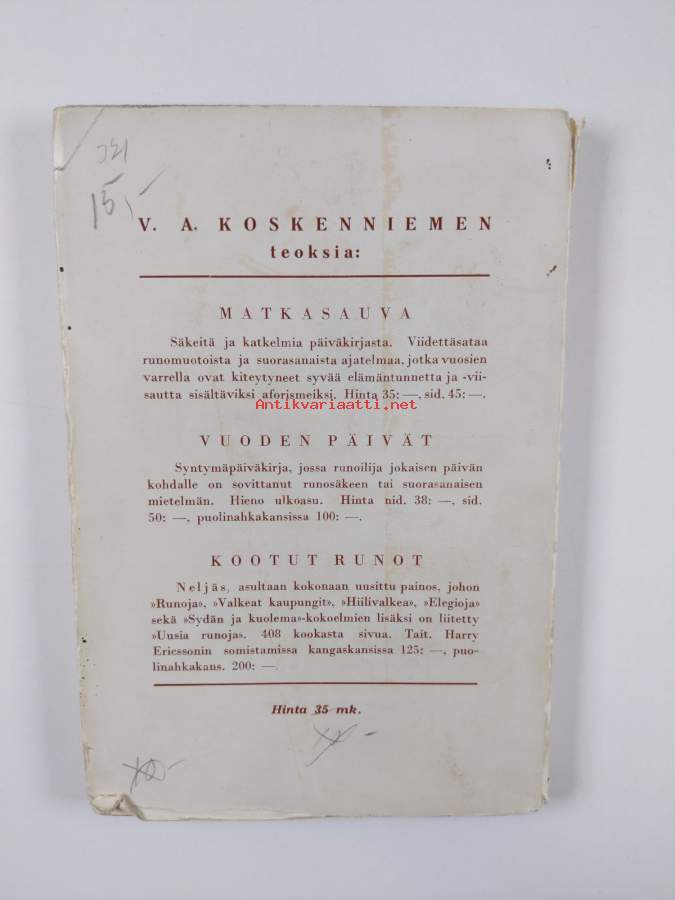 15,-
V. A. KOSKENNIEMEN
teoksia:
MATKASAUVA
Säkeitä ja katkelmia päiväkirjasta. Viidettäsataa
runomuotoista ja suorasanaista ajatelmaa, jotka vuosien
varrella ovat kiteytyneet syvää elämäntunnetta ja -vii-
sautta sisältäviksi aforismeiksi. Hinta 35: —, sid. 45: —.
Antikvariaatti.net
VUODEN PÄIVÄT
Syntymäpäiväkirja, jossa runoilija jokaisen päivän
kohdalle on sovittanut runosäkeen tai suorasanaisen
mietelmän. Hieno ulkoasu. Hinta nid. 38: —, sid.
50: —, puolinahkakansissa 100: —.
KOOTUT RUNOT
Neljäs, asultaan kokonaan uusittu painos, johon
»Runoja», »Valkeat kaupungit», »Hiilivalkea», »Elegioja»
sekä »Sydän ja kuolema»-kokoelmien lisäksi on liitetty
»Uusia runoja». 408 kookasta sivua. Tait. Harry
Ericssonin somistamissa kangaskansissa 125: —, puo-
linahkakans. 200: —.
Hinta 35 mk.